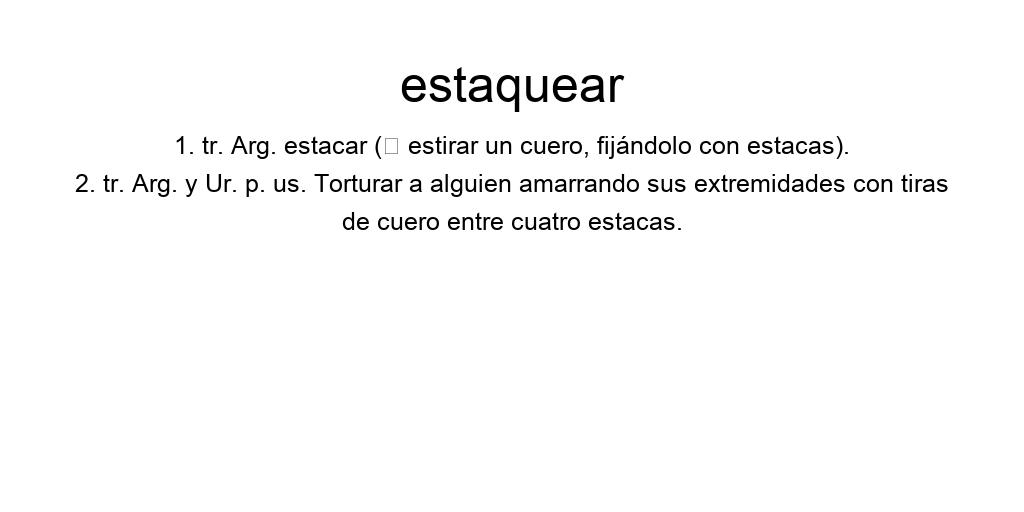 estaquear
1. tr. Arg. estacar (□ estirar un cuero, fijándolo con estacas).
2. tr. Arg. y Ur. p. us. Torturar a alguien amarrando sus extremidades con tiras
de cuero entre cuatro estacas.